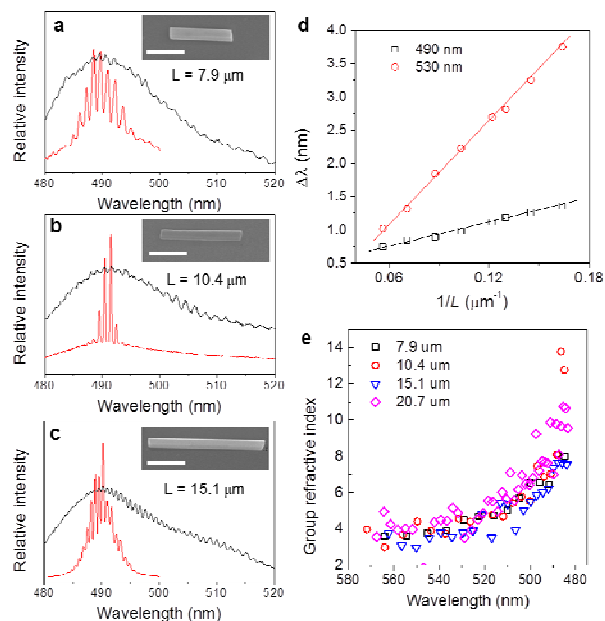 a
L = 7.9 μm
Relative intensity
480 490 500 510 520
Wavelength (nm)
b
L = 10.4 μm
Relative intensity
480 490 500 510 520
Wavelength (nm)
c
L = 15.1 μm
Relative intensity
480 490 500 510 520
Wavelength (nm)
d
4.0
3.5
3.0
2.5
2.0
1.5
1.0
0.5
Δλ (nm)
490 nm
530 nm
0.06 0.12 0.18
1/L (μm⁻¹)
e
14
12
10
8
6
4
2
0
Group refractive index
7.9 um
10.4 um
15.1 um
20.7 um
580 560 540 520 500 480
Wavelength (nm)